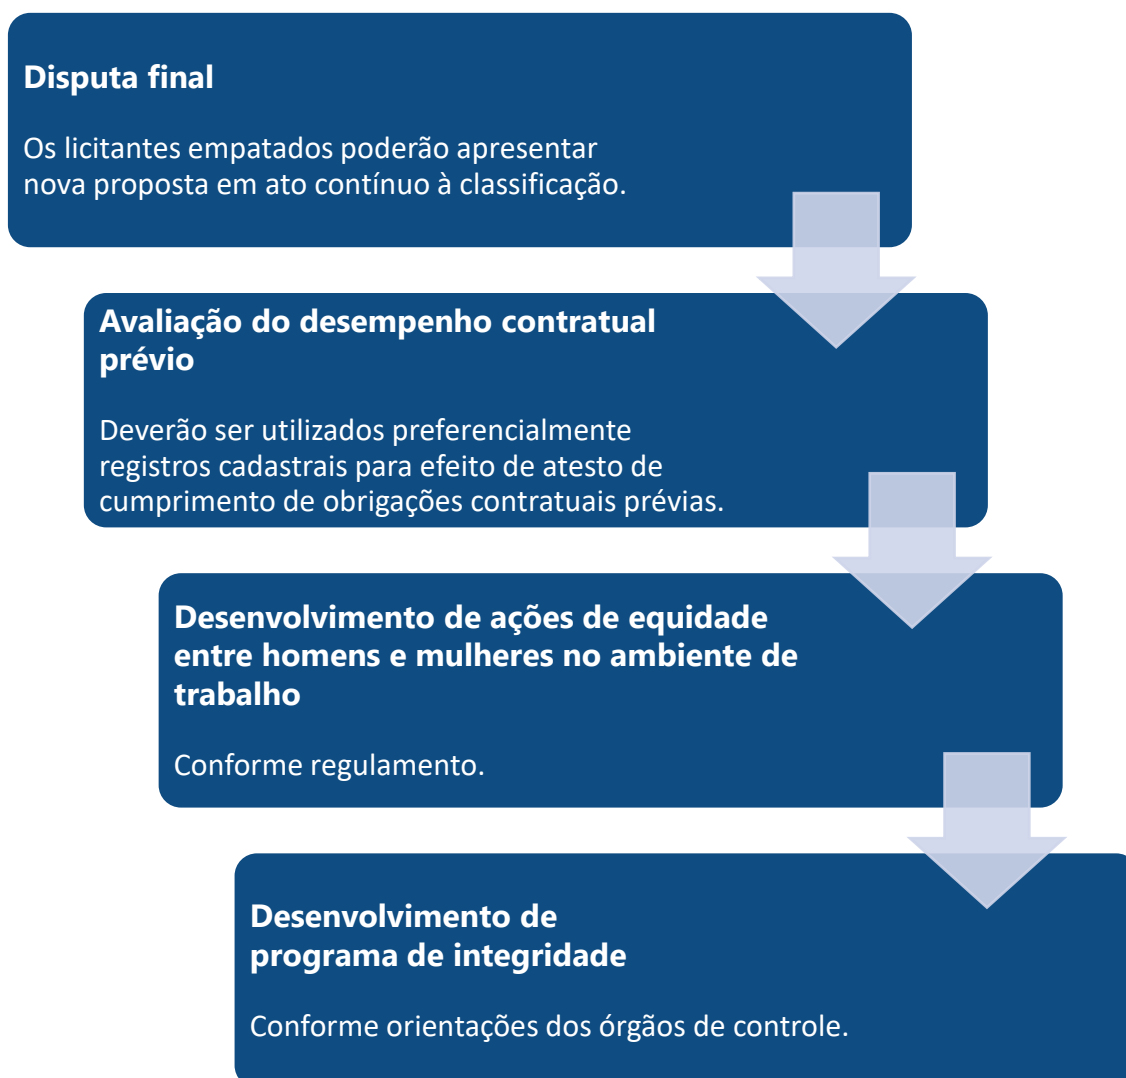 Disputa final
Os licitantes empatados poderão apresentar
nova proposta em ato contínuo à classificação.
Avaliação do desempenho contratual
prévio
Deverão ser utilizados preferencialmente
registros cadastrais para efeito de atesto de
cumprimento de obrigações contratuais prévias.
Desenvolvimento de ações de equidade
entre homens e mulheres no ambiente de
trabalho
Conforme regulamento.
Desenvolvimento de
programa de integridade
Conforme orientações dos órgãos de controle.